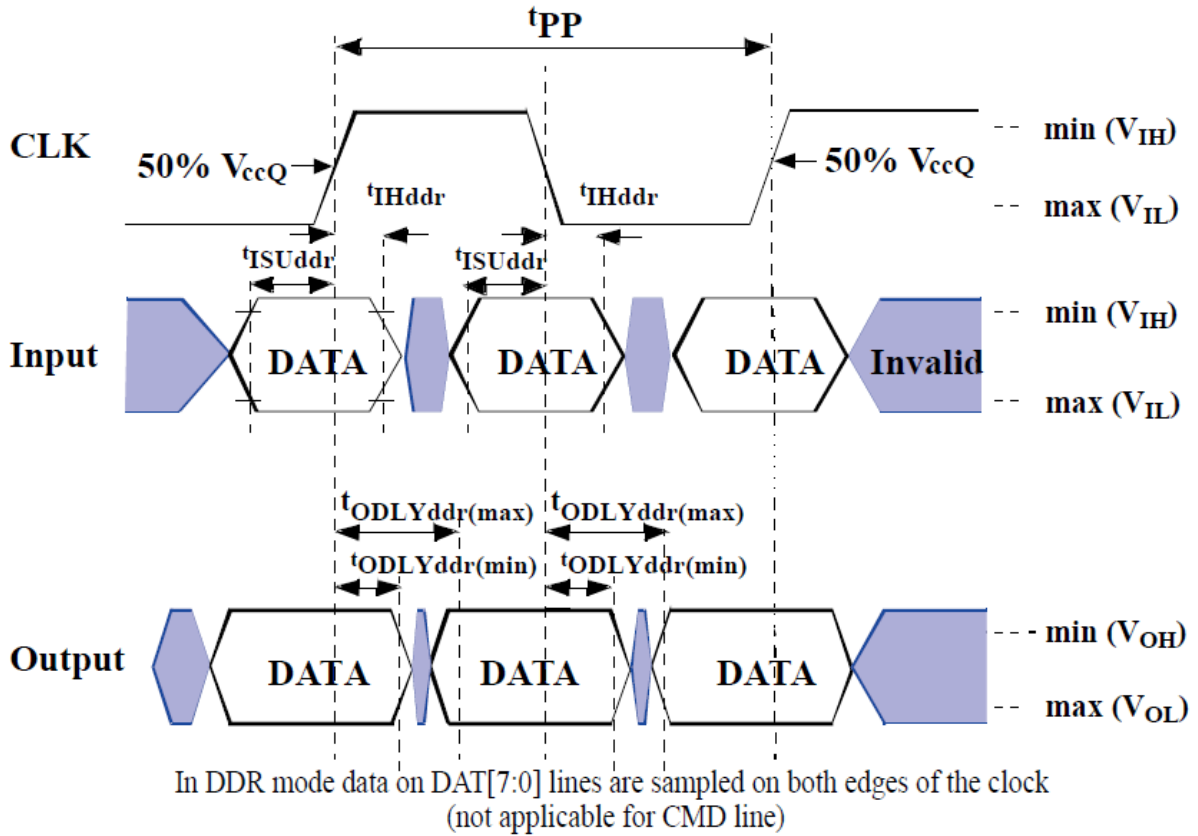 tPP
CLK
min (VIH)
50% VccQ
50% VccQ
tIHddr
tIHddr
max (VIL)
tISUddr
tISUddr
min (VIH)
Input
DATA
DATA
DATA
Invalid
max (VIL)
tODLYddr(max)
tODLYddr(max)
tODLYddr(min)
tODLYddr(min)
min (VOH)
Output
DATA
DATA
DATA
max (VOL)
In DDR mode data on DAT[7:0] lines are sampled on both edges of the clock
(not applicable for CMD line)